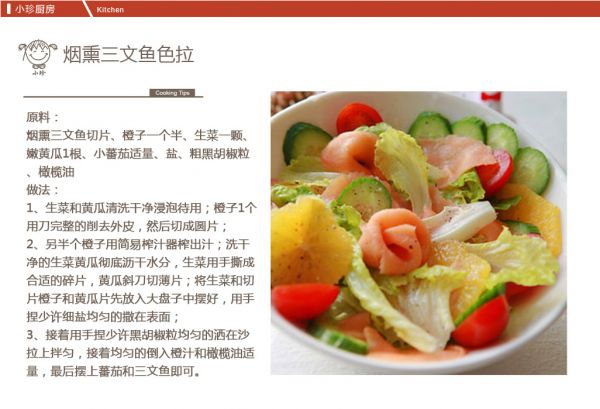 小珍厨房
Kitchen
小珍
烟熏三文鱼色拉
Cooking Tips
原料：
烟熏三文鱼切片、橙子一个半、生菜一颗、
嫩黄瓜1根、小蕃茄适量、盐、粗黑胡椒粒
、橄榄油
做法：
1、生菜和黄瓜清洗干净浸泡待用；橙子1个
用刀完整的削去外皮，然后切成圆片；
2、另半个橙子用简易榨汁器榨出汁；洗干
净的生菜黄瓜彻底沥干水分，生菜用手撕成
合适的碎片，黄瓜斜刀切薄片；将生菜和切
片橙子和黄瓜片先放入大盘子中摆好，用手
捏少许细盐均匀的撒在表面；
3、接着用手捏少许黑胡椒粒均匀的洒在沙
拉上拌匀，接着均匀的倒入橙汁和橄榄油适
量，最后摆上蕃茄和三文鱼即可。